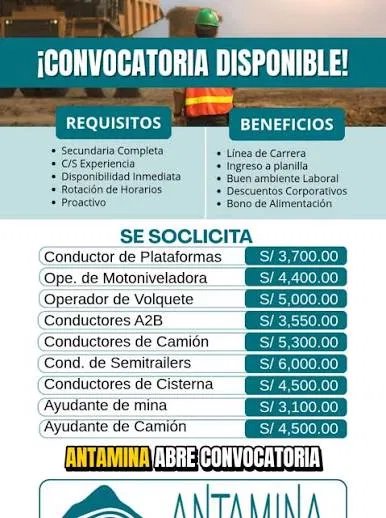 ¡CONVOCATORIA DISPONIBLE!
REQUISITOS
• Secundaria Completa
• C/S Experiencia
• Disponibilidad Inmediata
• Rotación de Horarios
• Proactivo
BENEFICIOS
• Línea de Carrera
• Ingreso a planilla
• Buen ambiente Laboral
• Descuentos Corporativos
• Bono de Alimentación
SE SOCLICITA
Conductor de Plataformas S/ 3,700.00
Ope. de Motoniveladora S/ 4,400.00
Operador de Volquete S/ 5,000.00
Conductores A2B S/ 3,550.00
Conductores de Camión S/ 5,300.00
Cond. de Semitrailers S/ 6,000.00
Conductores de Cisterna S/ 4,500.00
Ayudante de mina S/ 3,100.00
Ayudante de Camión S/ 4,500.00
ANTAMINA ABRE CONVOCATORIA
ANTAMINA